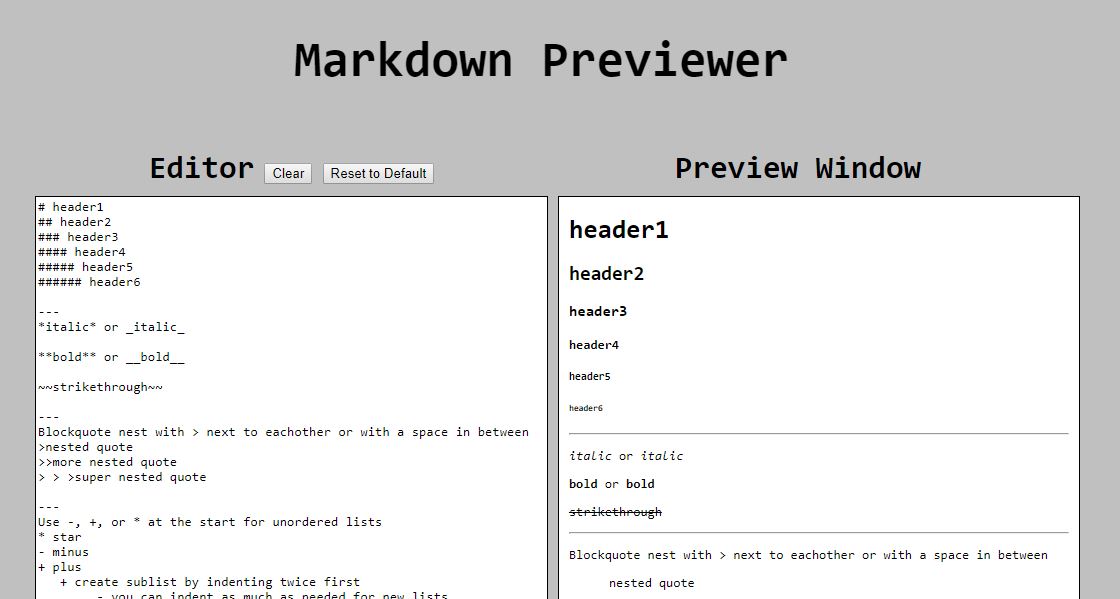 Markdown Previewer
Editor Clear Reset to Default
Preview Window
# header1
## header2
### header3
#### header4
##### header5
###### header6
---
*italic* or _italic_
**bold** or __bold__
~~strikethrough~~
---
Blockquote nest with > next to eachother or with a space in between
>nested quote
>>more nested quote
> > >super nested quote
---
Use -, +, or * at the start for unordered lists
* star
- minus
+ plus
+ create sublist by indenting twice first
- you can indent as much as needed for new lists
header1
header2
header3
header4
header5
header6
italic or italic
bold or bold
strikethrough
Blockquote nest with > next to eachother or with a space in between
nested quote